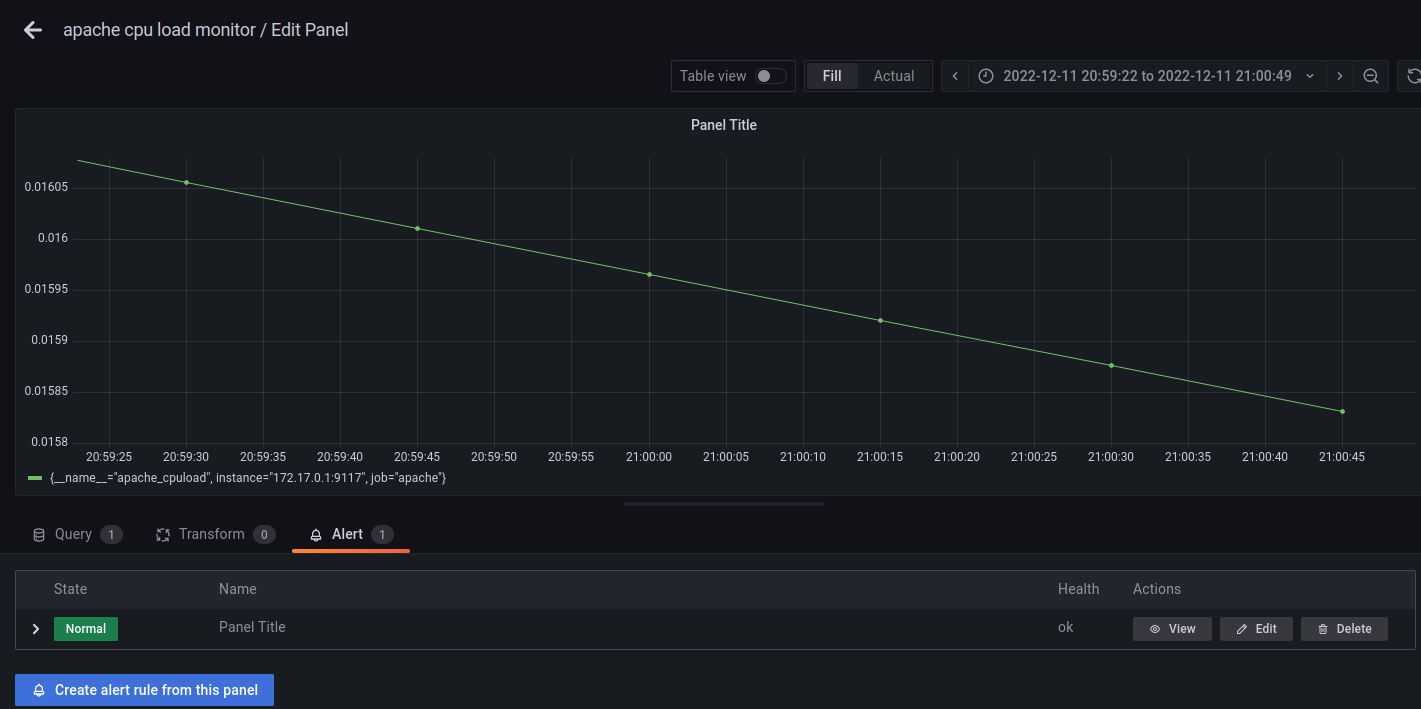 apache cpu load monitor / Edit Panel
Table view Fill Actual 2022-12-11 20:59:22 to 2022-12-11 21:00:49
Panel Title
0.01605
0.016
0.01595
0.0159
0.01585
0.0158
20:59:25 20:59:30 20:59:35 20:59:40 20:59:45 20:59:50 20:59:55 21:00:00 21:00:05 21:00:10 21:00:15 21:00:20 21:00:25 21:00:30 21:00:35 21:00:40 21:00:45
{__name__="apache_cpuload", instance="172.17.0.1:9117", job="apache"}
Query 1 Transform 0 Alert 1
State Name Health Actions
Normal Panel Title ok View Edit Delete
Create alert rule from this panel